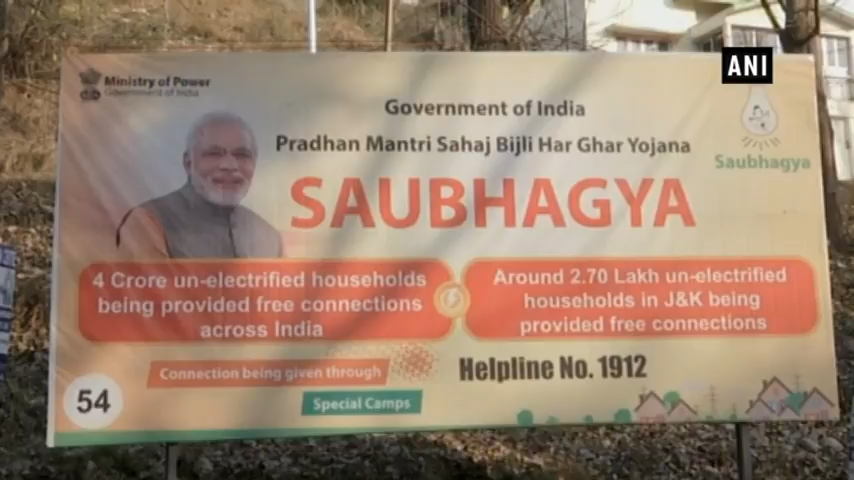 ANI
Ministry of Power
Government of India
Government of India
Pradhan Mantri Sahaj Bijli Har Ghar Yojana
SAUBHAGYA
Saubhagya
4 Crore un-electrified households
being provided free connections
across India
Around 2.70 Lakh un-electrified
households in J&K being
provided free connections
Connection being given through
Special Camps
Helpline No. 1912
54